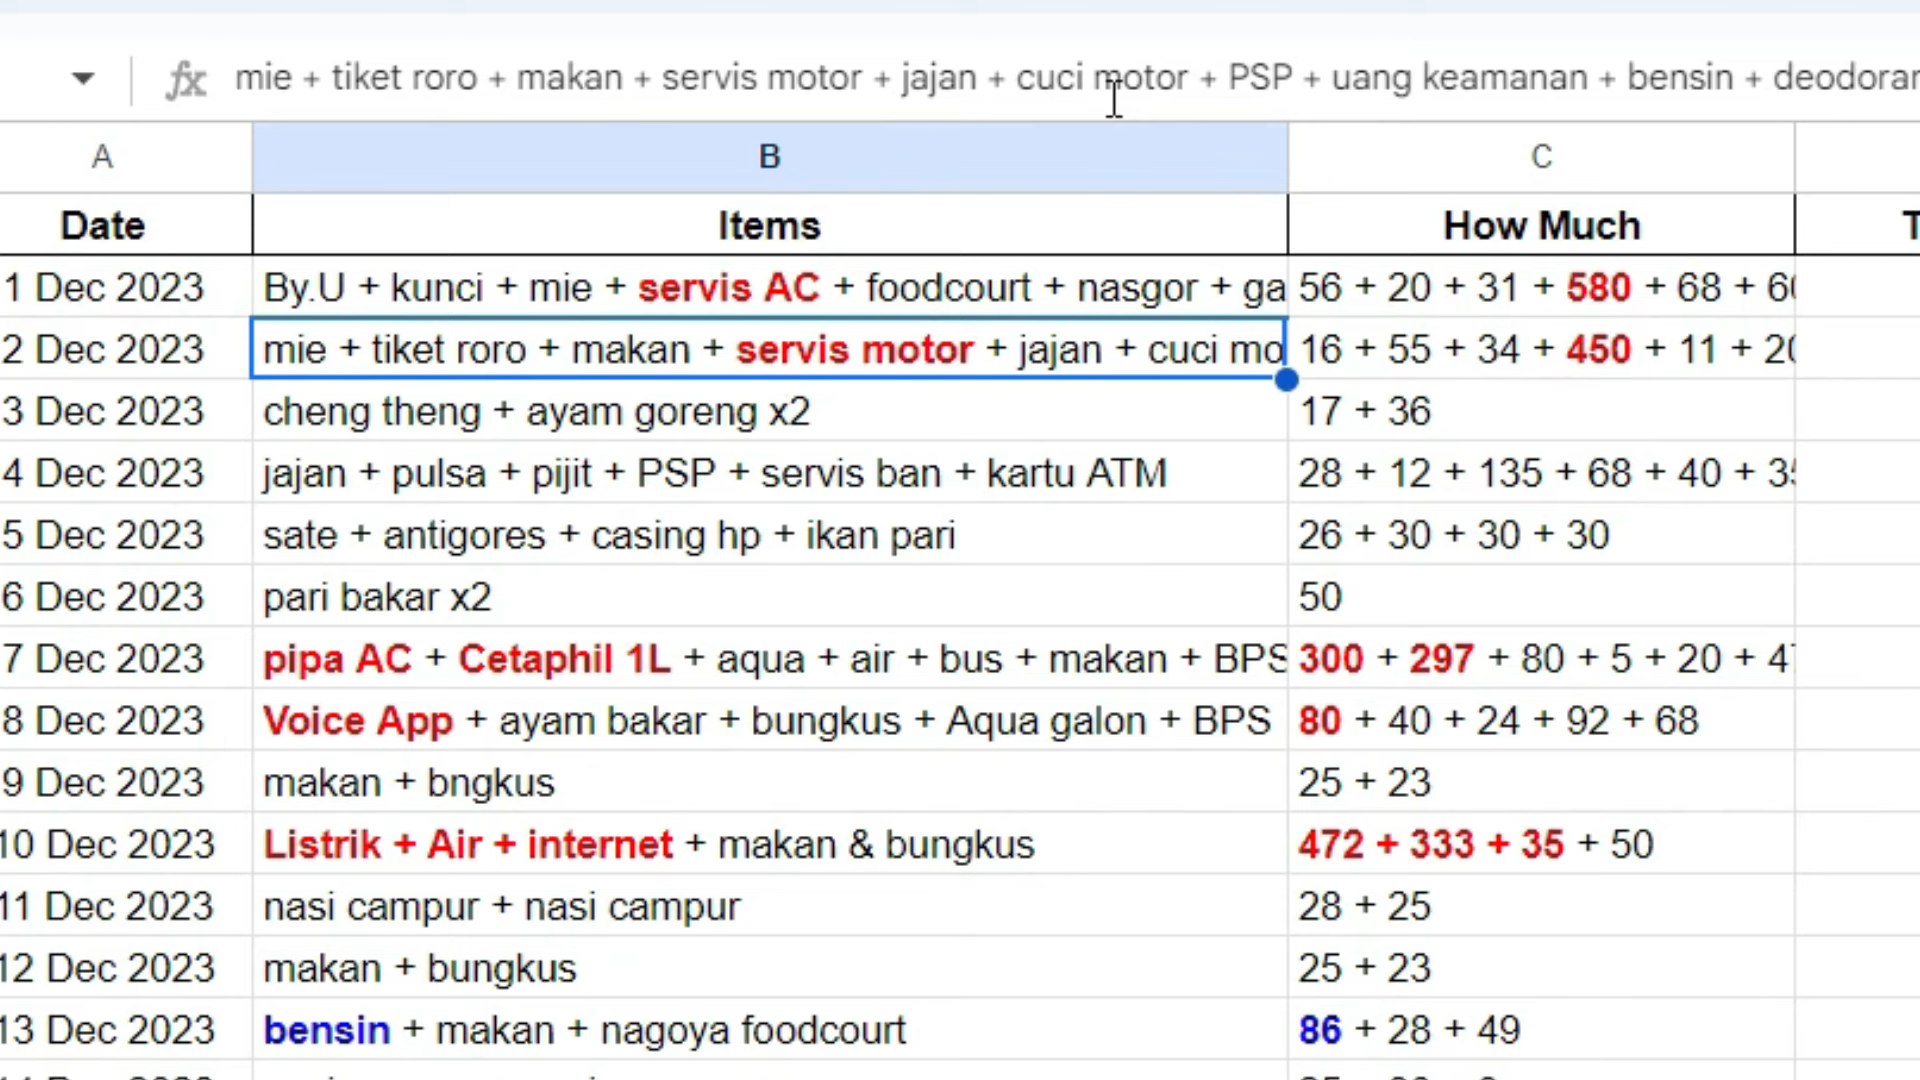 fx mie + tiket roro + makan + servis motor + jajan + cuci motor + PSP + uang keamanan + bensin + deodoran
A B C
Date Items How Much T
1 Dec 2023 By.U + kunci + mie + servis AC + foodcourt + nasgor + ga 56 + 20 + 31 + 580 + 68 + 60
2 Dec 2023 mie + tiket roro + makan + servis motor + jajan + cuci mo 16 + 55 + 34 + 450 + 11 + 20
3 Dec 2023 cheng theng + ayam goreng x2 17 + 36
4 Dec 2023 jajan + pulsa + pijit + PSP + servis ban + kartu ATM 28 + 12 + 135 + 68 + 40 + 35
5 Dec 2023 sate + antigores + casing hp + ikan pari 26 + 30 + 30 + 30
6 Dec 2023 pari bakar x2 50
7 Dec 2023 pipa AC + Cetaphil 1L + aqua + air + bus + makan + BPS 300 + 297 + 80 + 5 + 20 + 47
8 Dec 2023 Voice App + ayam bakar + bungkus + Aqua galon + BPS 80 + 40 + 24 + 92 + 68
9 Dec 2023 makan + bngkus 25 + 23
10 Dec 2023 Listrik + Air + internet + makan & bungkus 472 + 333 + 35 + 50
11 Dec 2023 nasi campur + nasi campur 28 + 25
12 Dec 2023 makan + bungkus 25 + 23
13 Dec 2023 bensin + makan + nagoya foodcourt 86 + 28 + 49